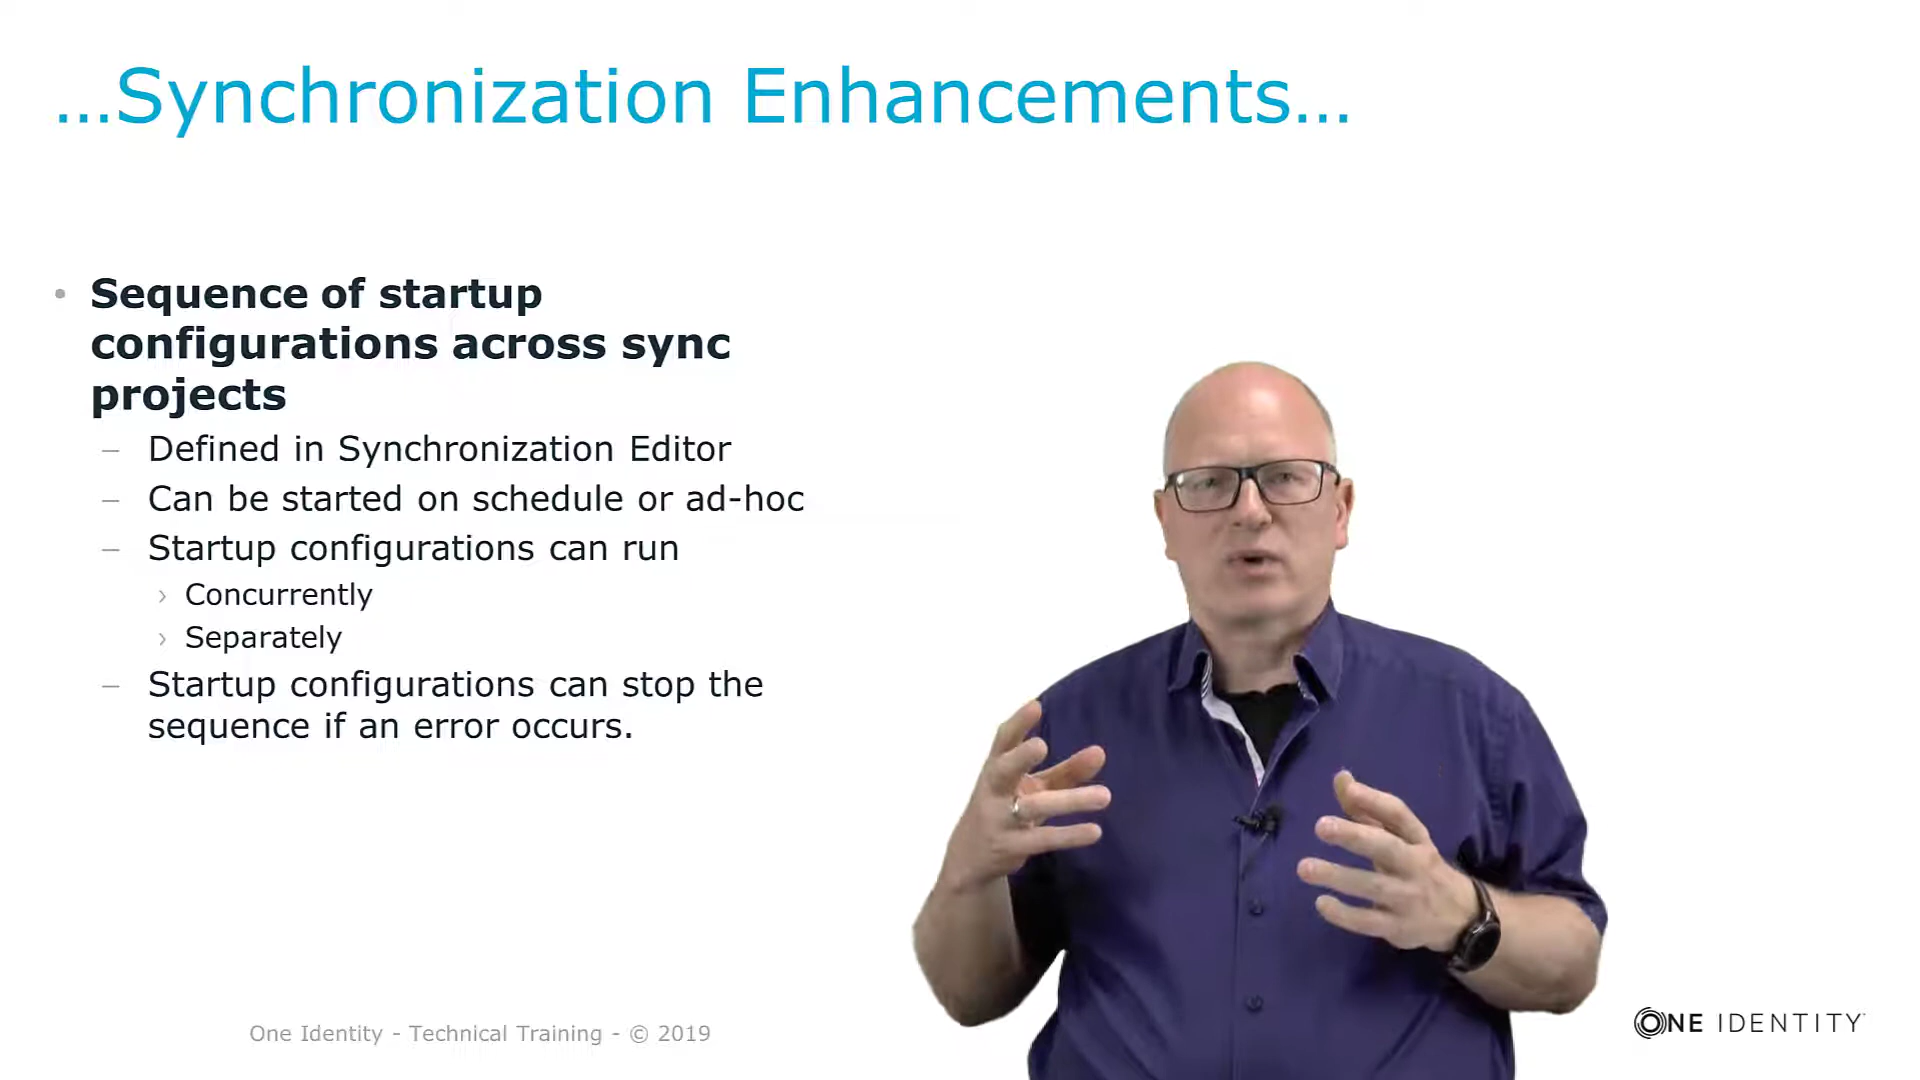 …Synchronization Enhancements…
• Sequence of startup
configurations across sync
projects
– Defined in Synchronization Editor
– Can be started on schedule or ad-hoc
– Startup configurations can run
› Concurrently
› Separately
– Startup configurations can stop the
sequence if an error occurs.
One Identity - Technical Training - © 2019
ONE IDENTITY